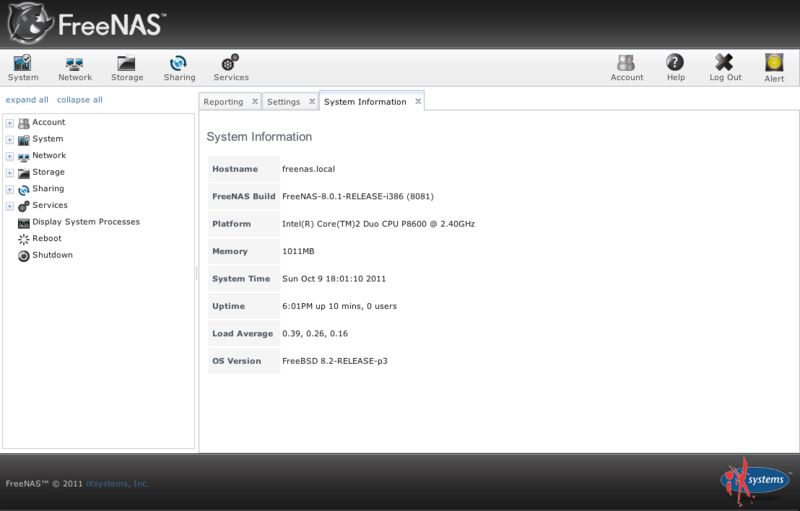 FreeNAS™
System Network Storage Sharing Services Account Help Log Out Alert
expand all collapse all
Reporting Settings System Information
Account
System
Network
Storage
Sharing
Services
Display System Processes
Reboot
Shutdown
System Information
Hostname freenas.local
FreeNAS Build FreeNAS-8.0.1-RELEASE-i386 (8081)
Platform Intel(R) Core(TM)2 Duo CPU P8600 @ 2.40GHz
Memory 1011MB
System Time Sun Oct 9 18:01:10 2011
Uptime 6:01PM up 10 mins, 0 users
Load Average 0.39, 0.26, 0.16
OS Version FreeBSD 8.2-RELEASE-p3
FreeNAS™ © 2011 iXsystems, Inc.
iXsystems™